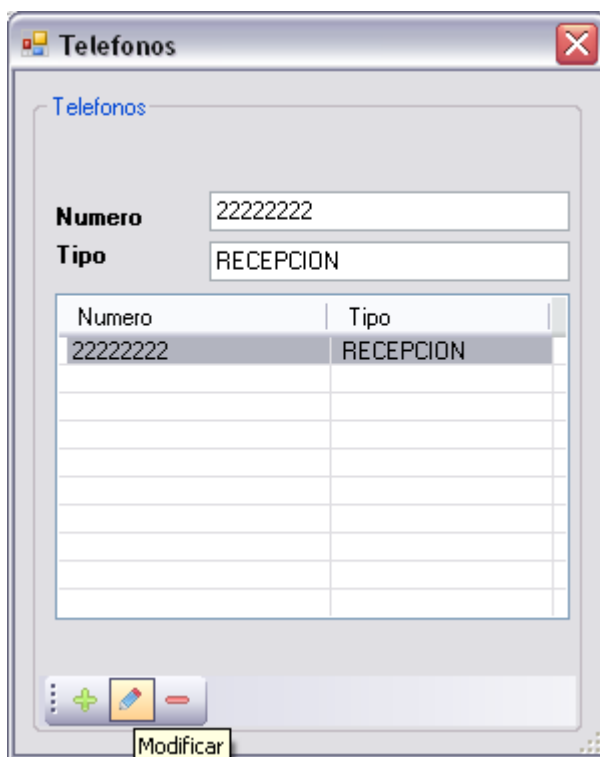 Telefonos
Telefonos
Numero 22222222
Tipo RECEPCION
Numero Tipo
22222222 RECEPCION
Modificar